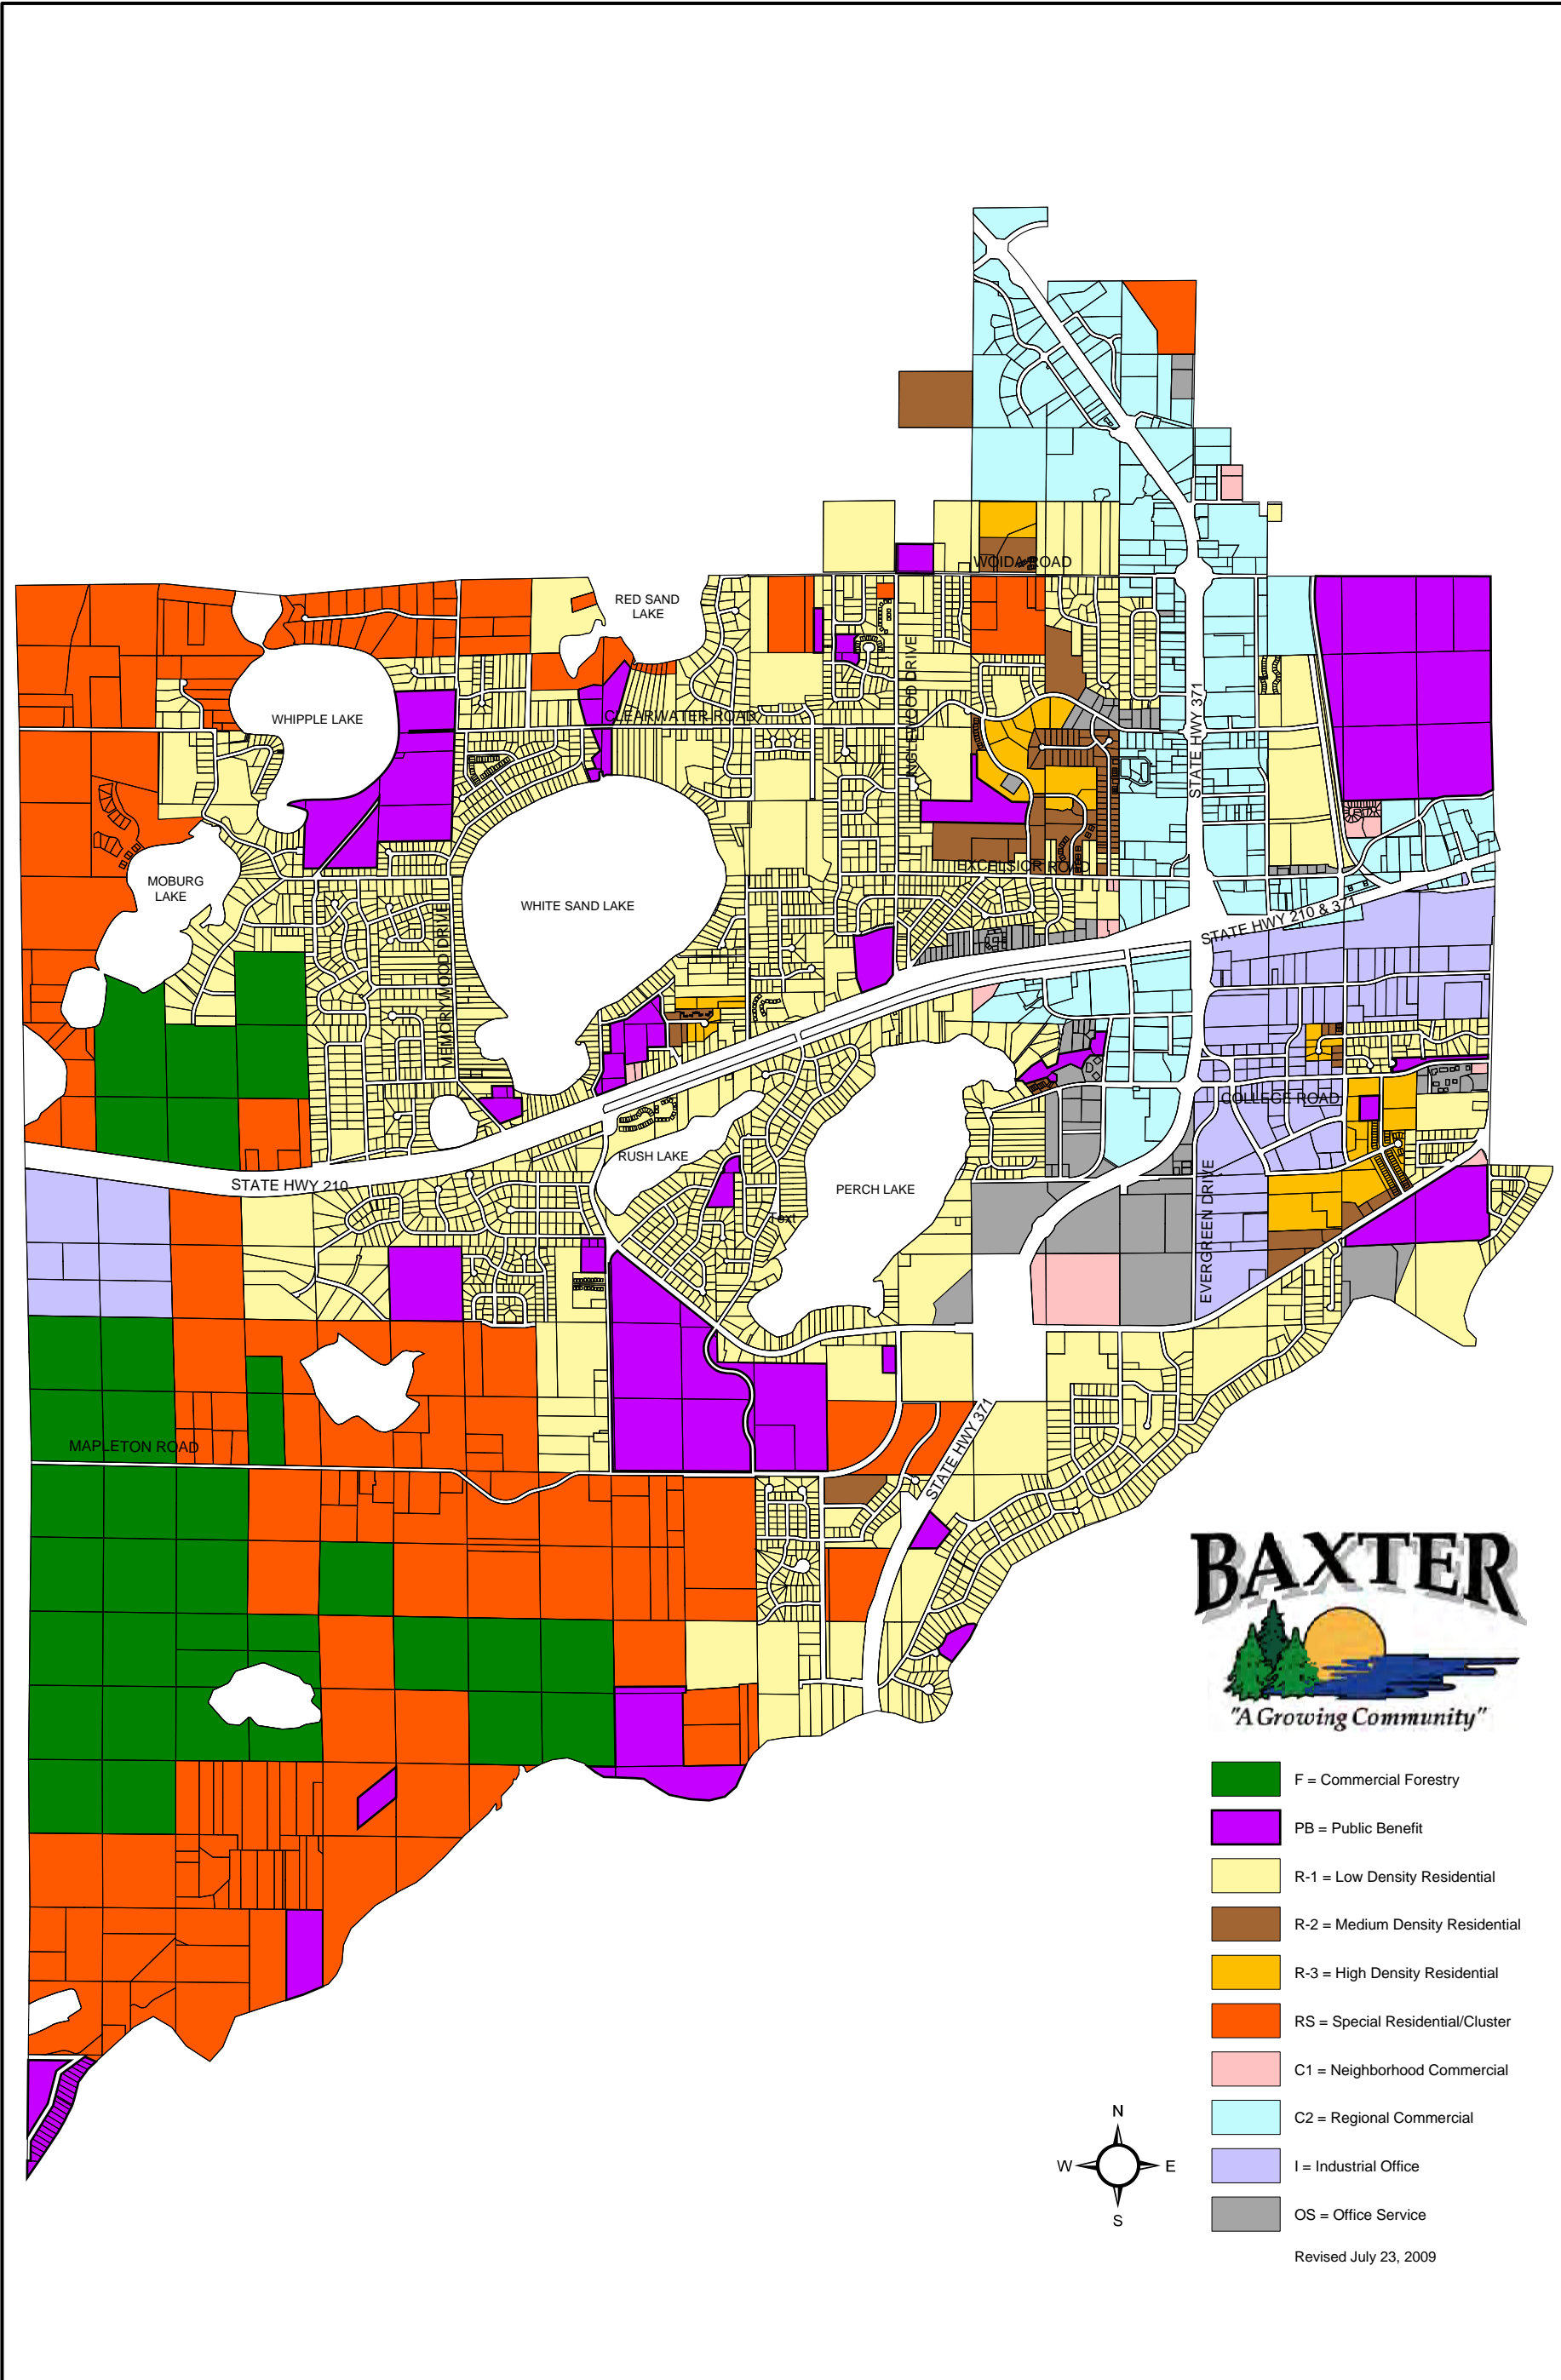 WOIDA ROAD
RED SAND
LAKE
INGLEWOOD DRIVE
WHIPPLE LAKE
CLEARWATER ROAD
STATE HWY 371
MOBURG
LAKE
WHITE SAND LAKE
EXCELSIOR ROAD
STATE HWY 210 & 371
MEMORYWOOD DRIVE
COLLEGE ROAD
RUSH LAKE
STATE HWY 210
PERCH LAKE
Text
EVERGREEN DRIVE
STATE HWY 371
MAPLETON ROAD
BAXTER
"A Growing Community"
F = Commercial Forestry
PB = Public Benefit
R-1 = Low Density Residential
R-2 = Medium Density Residential
R-3 = High Density Residential
RS = Special Residential/Cluster
C1 = Neighborhood Commercial
C2 = Regional Commercial
I = Industrial Office
OS = Office Service
Revised July 23, 2009
N
W E
S